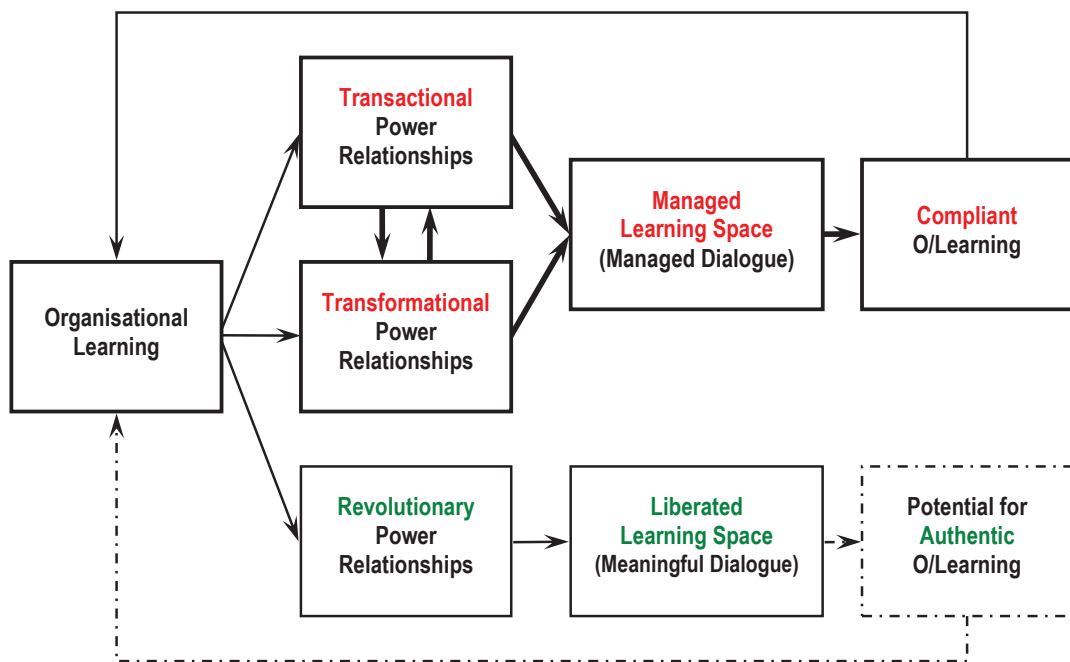 Transactional
Power
Relationships
Managed
Learning Space
(Managed Dialogue)
Compliant
O/Learning
Organisational
Learning
Transformational
Power
Relationships
Revolutionary
Power
Relationships
Liberated
Learning Space
(Meaningful Dialogue)
Potential for
Authentic
O/Learning